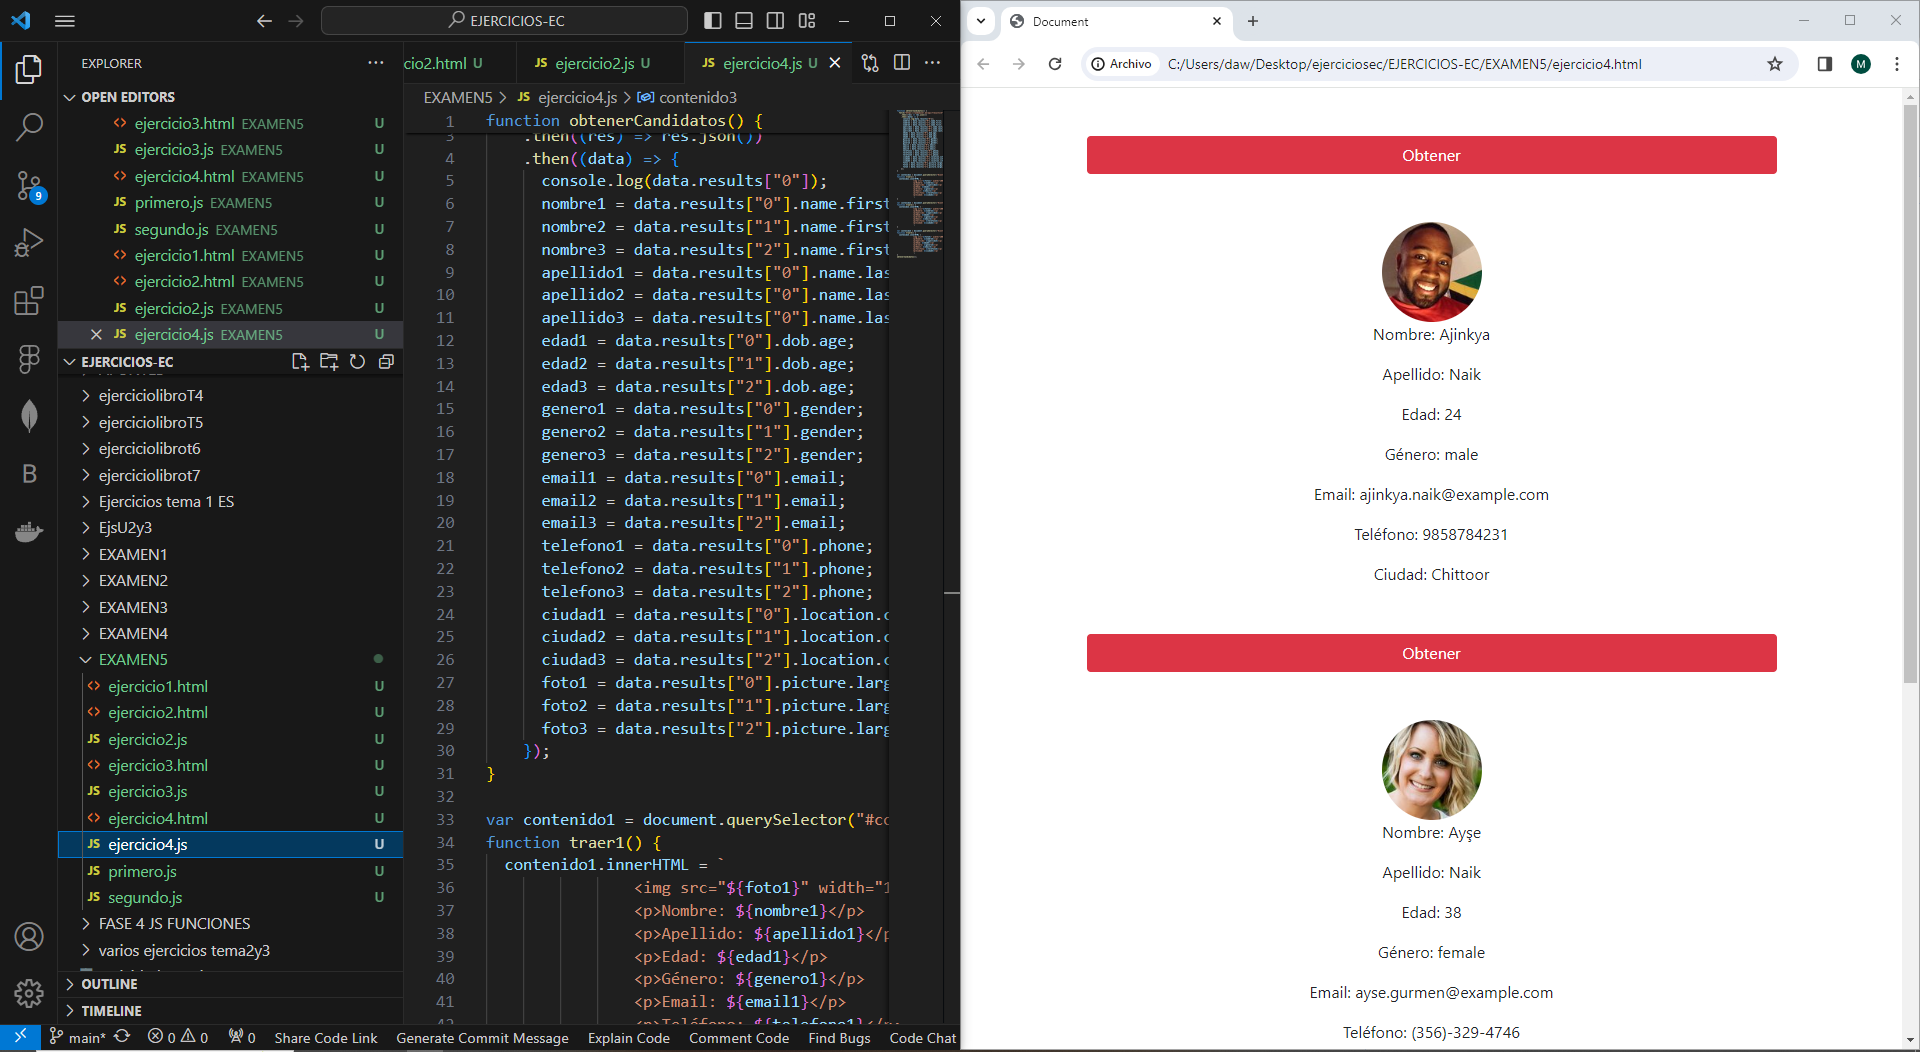 EJERCICIOS-EC
EXPLORER
OPEN EDITORS
ejercicio3.html EXAMEN5 U
JS ejercicio3.js EXAMEN5 U
ejercicio4.html EXAMEN5 U
JS primero.js EXAMEN5 U
JS segundo.js EXAMEN5 U
ejercicio1.html EXAMEN5 U
ejercicio2.html EXAMEN5 U
JS ejercicio2.js EXAMEN5 U
JS ejercicio4.js EXAMEN5 U
EJERCICIOS-EC
ejerciciolibroT4
ejerciciolibroT5
ejerciciolibrot6
ejerciciolibrot7
Ejercicios tema 1 ES
EjsU2y3
EXAMEN1
EXAMEN2
EXAMEN3
EXAMEN4
EXAMEN5
<> ejercicio1.html U
<> ejercicio2.html U
JS ejercicio2.js U
<> ejercicio3.html U
JS ejercicio3.js U
<> ejercicio4.html U
JS ejercicio4.js U
JS primero.js U
JS segundo.js U
FASE 4 JS FUNCIONES
varios ejercicios tema2y3
OUTLINE
TIMELINE
9
B
cio2.html U
JS ejercicio2.js U
JS ejercicio4.js U
EXAMEN5 > JS ejercicio4.js > contenido3
1 function obtenerCandidatos() {
3 .then((res) => res.json())
4 .then((data) => {
5 console.log(data.results["0"]);
6 nombre1 = data.results["0"].name.first
7 nombre2 = data.results["1"].name.first
8 nombre3 = data.results["2"].name.first
9 apellido1 = data.results["0"].name.las
10 apellido2 = data.results["0"].name.las
11 apellido3 = data.results["0"].name.las
12 edad1 = data.results["0"].dob.age;
13 edad2 = data.results["1"].dob.age;
14 edad3 = data.results["2"].dob.age;
15 genero1 = data.results["0"].gender;
16 genero2 = data.results["1"].gender;
17 genero3 = data.results["2"].gender;
18 email1 = data.results["0"].email;
19 email2 = data.results["1"].email;
20 email3 = data.results["2"].email;
21 telefono1 = data.results["0"].phone;
22 telefono2 = data.results["1"].phone;
23 telefono3 = data.results["2"].phone;
24 ciudad1 = data.results["0"].location.c
25 ciudad2 = data.results["1"].location.c
26 ciudad3 = data.results["2"].location.c
27 foto1 = data.results["0"].picture.larg
28 foto2 = data.results["1"].picture.larg
29 foto3 = data.results["2"].picture.larg
30 });
31 }
32
33 var contenido1 = document.querySelector("#co
34 function traer1() {
35 contenido1.innerHTML = `
36 <img src="${foto1}" width="1
37 <p>Nombre: ${nombre1}</p>
38 <p>Apellido: ${apellido1}</p
39 <p>Edad: ${edad1}</p>
40 <p>Género: ${genero1}</p>
41 <p>Email: ${email1}</p>
42 <p>Teléfono: ${telefono1}</p
main* 0 0 0 Share Code Link Generate Commit Message Explain Code Comment Code Find Bugs Code Chat
Document
Archivo C:/Users/daw/Desktop/ejerciciosec/EJERCICIOS-EC/EXAMEN5/ejercicio4.html
M
Obtener
Nombre: Ajinkya
Apellido: Naik
Edad: 24
Género: male
Email: ajinkya.naik@example.com
Teléfono: 9858784231
Ciudad: Chittoor
Obtener
Nombre: Ayşe
Apellido: Naik
Edad: 38
Género: female
Email: ayse.gurmen@example.com
Teléfono: (356)-329-4746